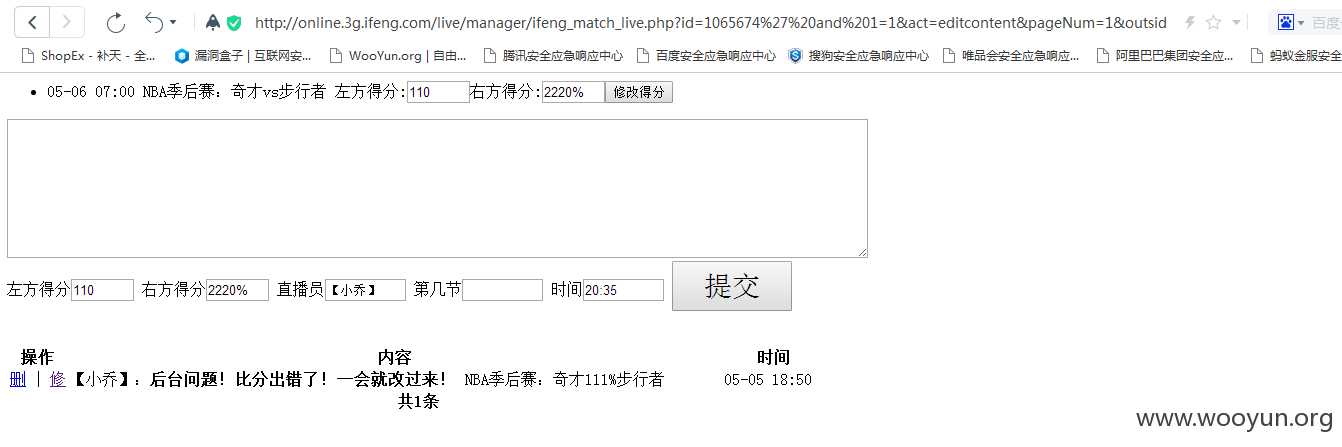 http://online.3g.ifeng.com/live/manager/ifeng_match_live.php?id=1065674%27%20and%201=1&act=editcontent&pageNum=1&outsid
百度
ShopEx - 补天 - 全... 漏洞盒子 | 互联网安... WooYun.org | 自由... 腾讯安全应急响应中心 百度安全应急响应中心 搜狗安全应急响应中心 唯品会安全应急响应... 阿里巴巴集团安全应... 蚂蚁金服安全
05-06 07:00 NBA季后赛：奇才vs步行者 左方得分:110 右方得分:2220% 修改得分
左方得分110 右方得分2220% 直播员【小乔】 第几节 时间20:35 提交
操作 内容 时间
删 | 修【小乔】：后台问题！比分出错了！一会就改过来！ NBA季后赛：奇才111%步行者 05-05 18:50
共1条
www.wooyun.org